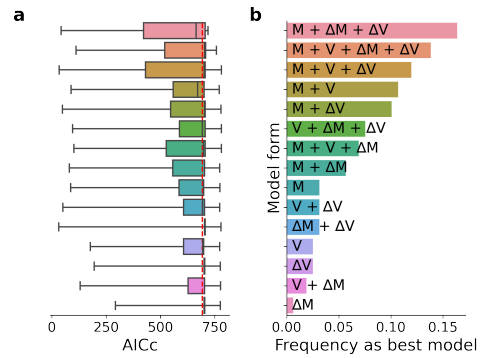 a
b
M + ΔM + ΔV
M + V + ΔM + ΔV
M + V + ΔV
M + V
M + ΔV
V + ΔM + ΔV
M + V + ΔM
M + ΔM
M
V + ΔV
ΔM + ΔV
V
ΔV
V + ΔM
ΔM
Model form
0 250 500 750
0.00 0.05 0.10 0.15
AICc
Frequency as best model